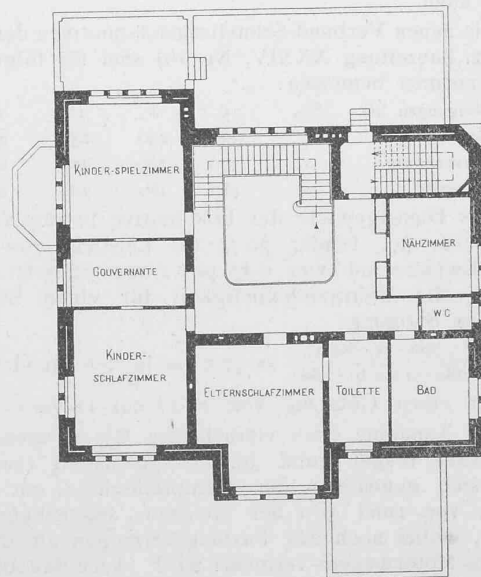 KINDER-SPIELZIMMER
NÄHZIMMER
GOUVERNANTE
W C
KINDER-
SCHLAFZIMMER
ELTERNSCHLAFZIMMER
TOILETTE
BAD